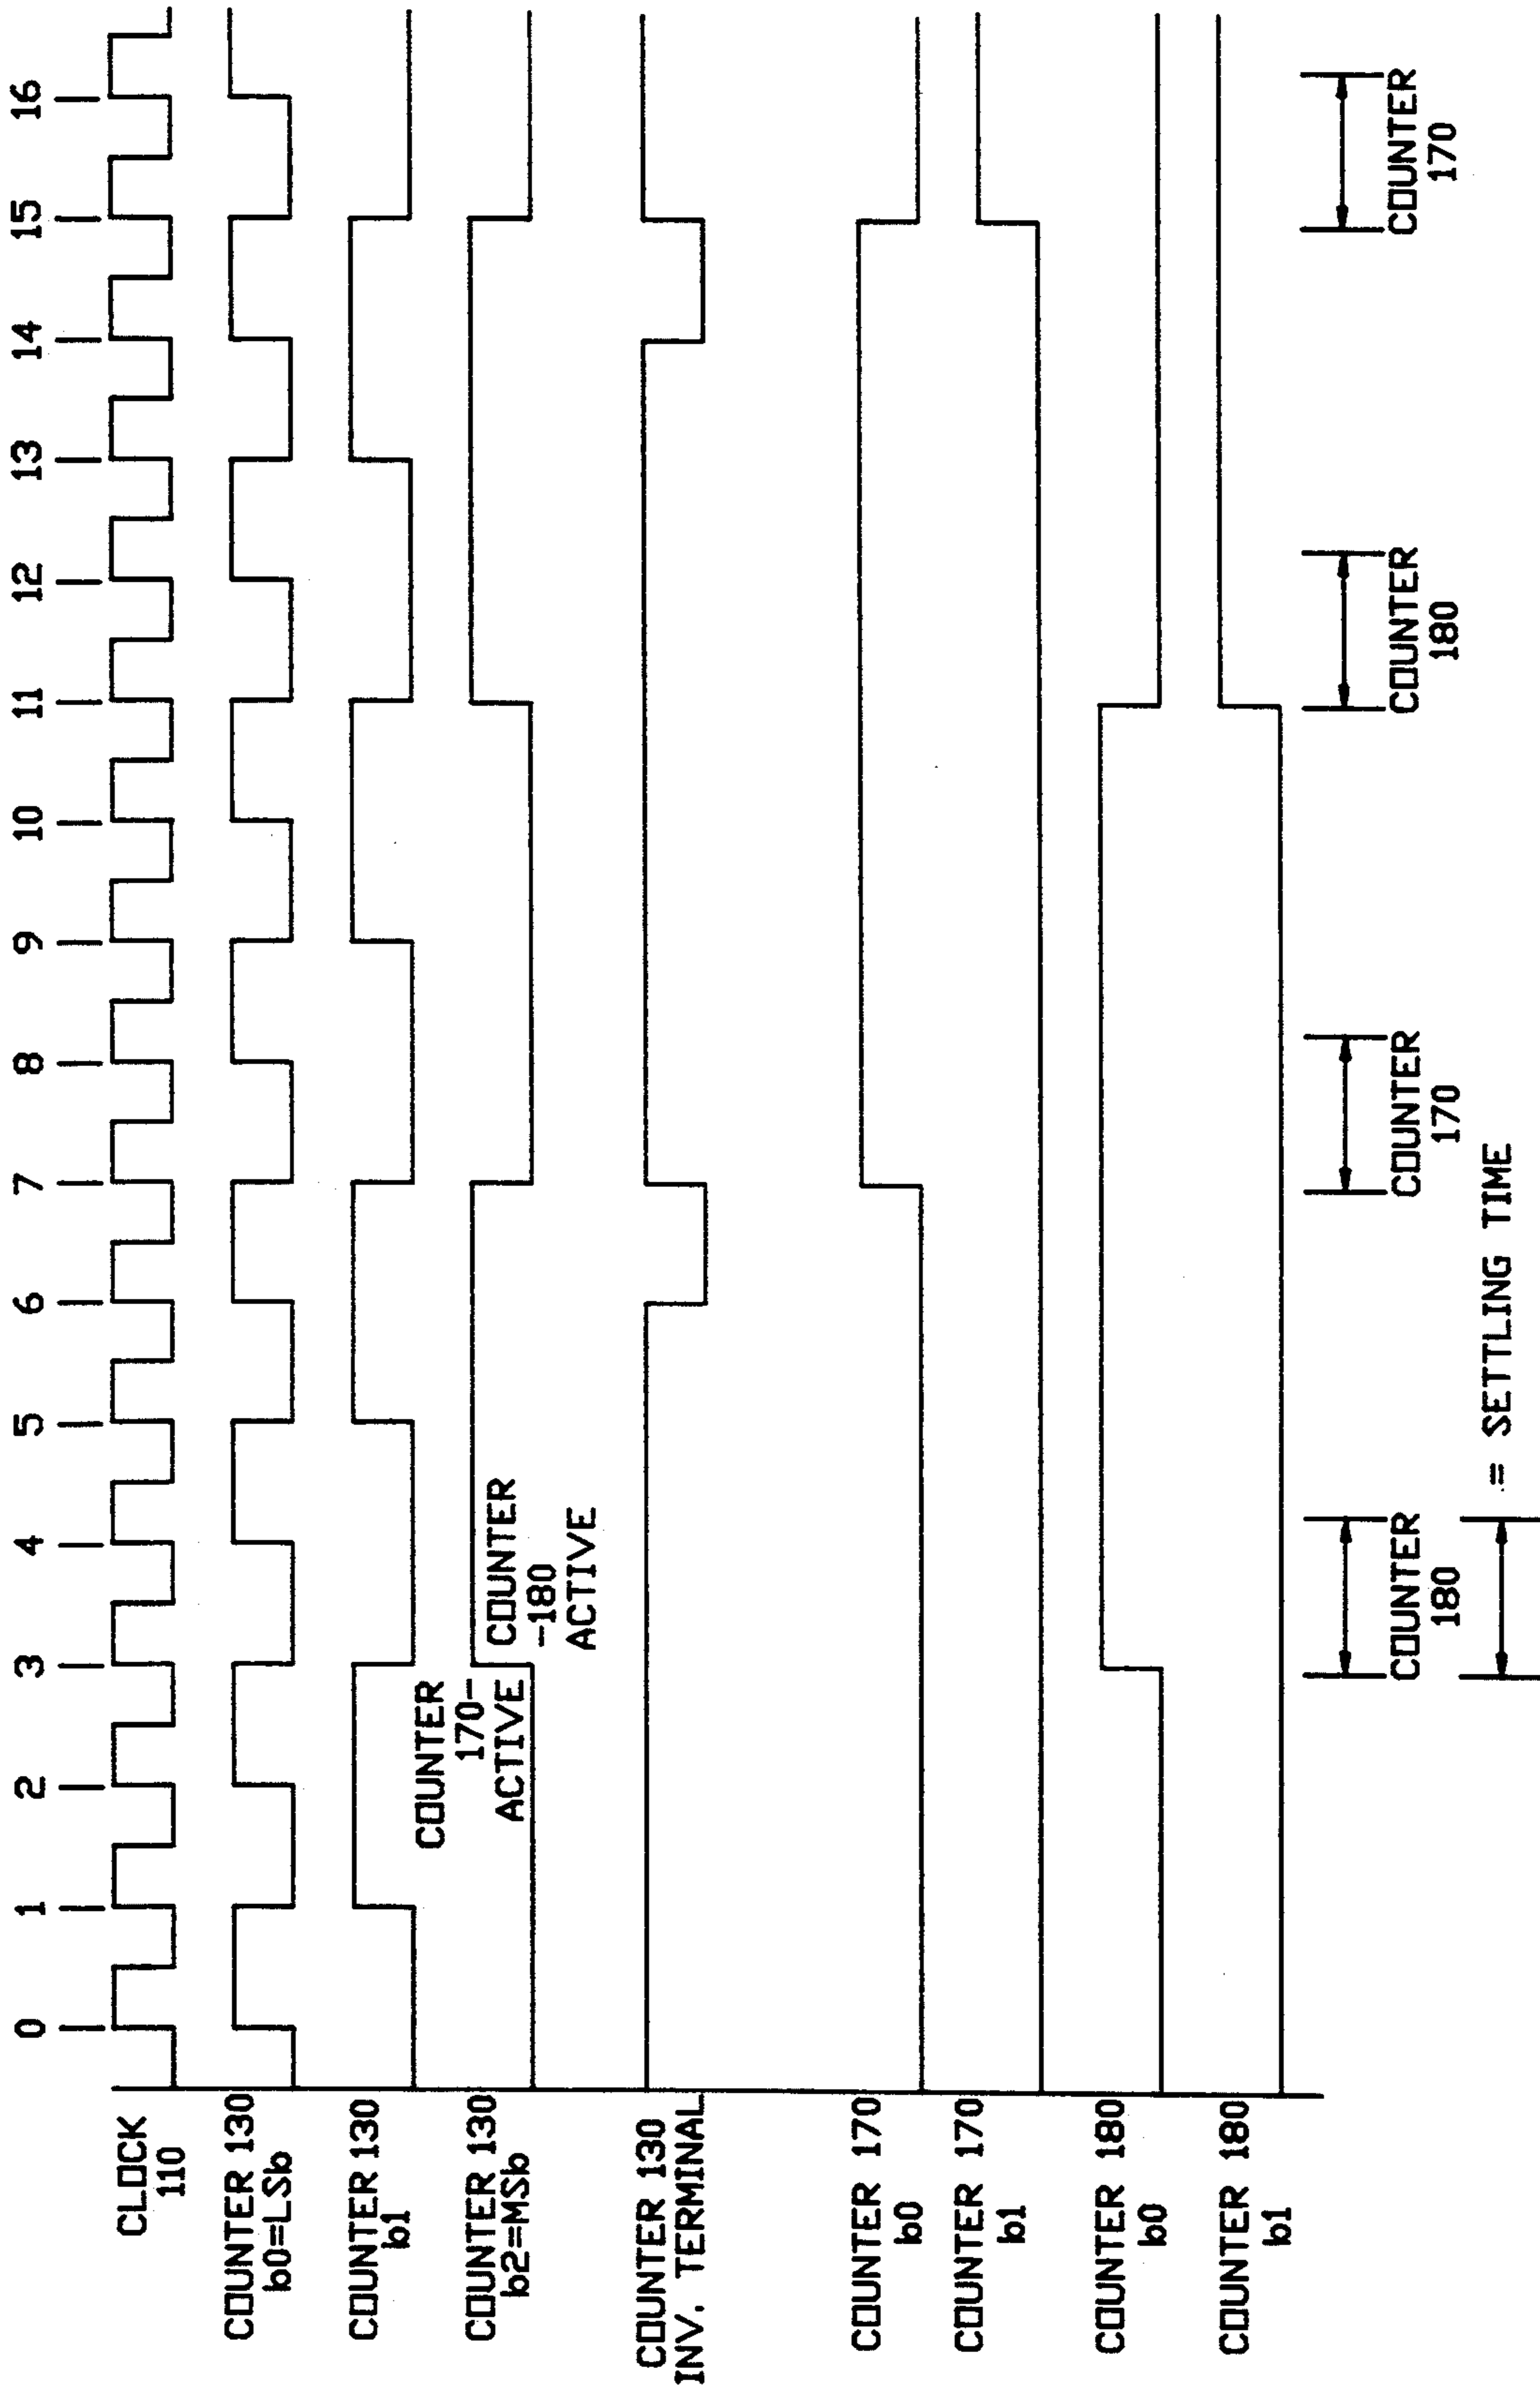 0 1 2 3 4 5 6 7 8 9 10 11 12 13 14 15 16
CLOCK
110
COUNTER 130
b0=LSb
COUNTER 130
b1
COUNTER 130
b2=MSb
COUNTER
170-
ACTIVE
COUNTER
-180
ACTIVE
COUNTER 130
INV. TERMINAL
COUNTER 170
b0
COUNTER 170
b1
COUNTER 180
b0
COUNTER 180
b1
COUNTER
180
COUNTER
170
COUNTER
180
COUNTER
170
= SETTLING TIME